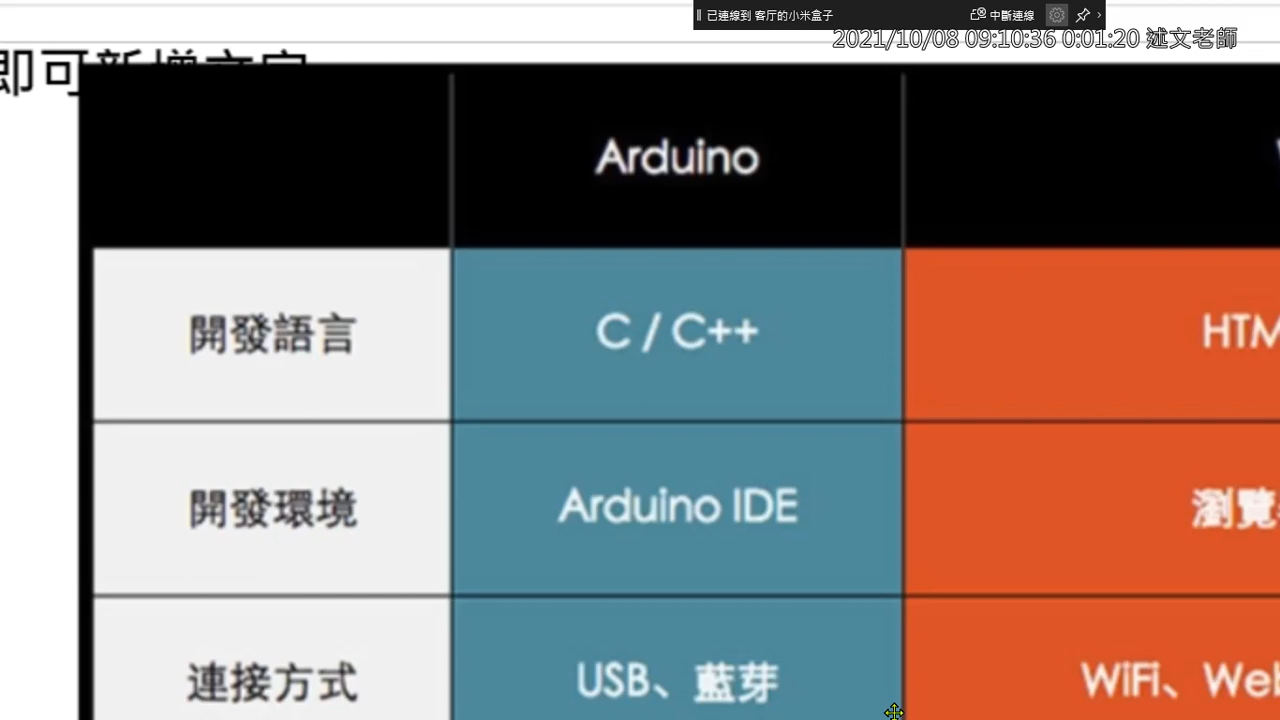 已連線到 客厅的小米盒子 中斷連線
2021/10/08 09:10:36 0:01:20 述文老師
即可新增文字
Arduino
開發語言 C / C++ HTM
開發環境 Arduino IDE 瀏覽
連接方式 USB、藍芽 WiFi、Web